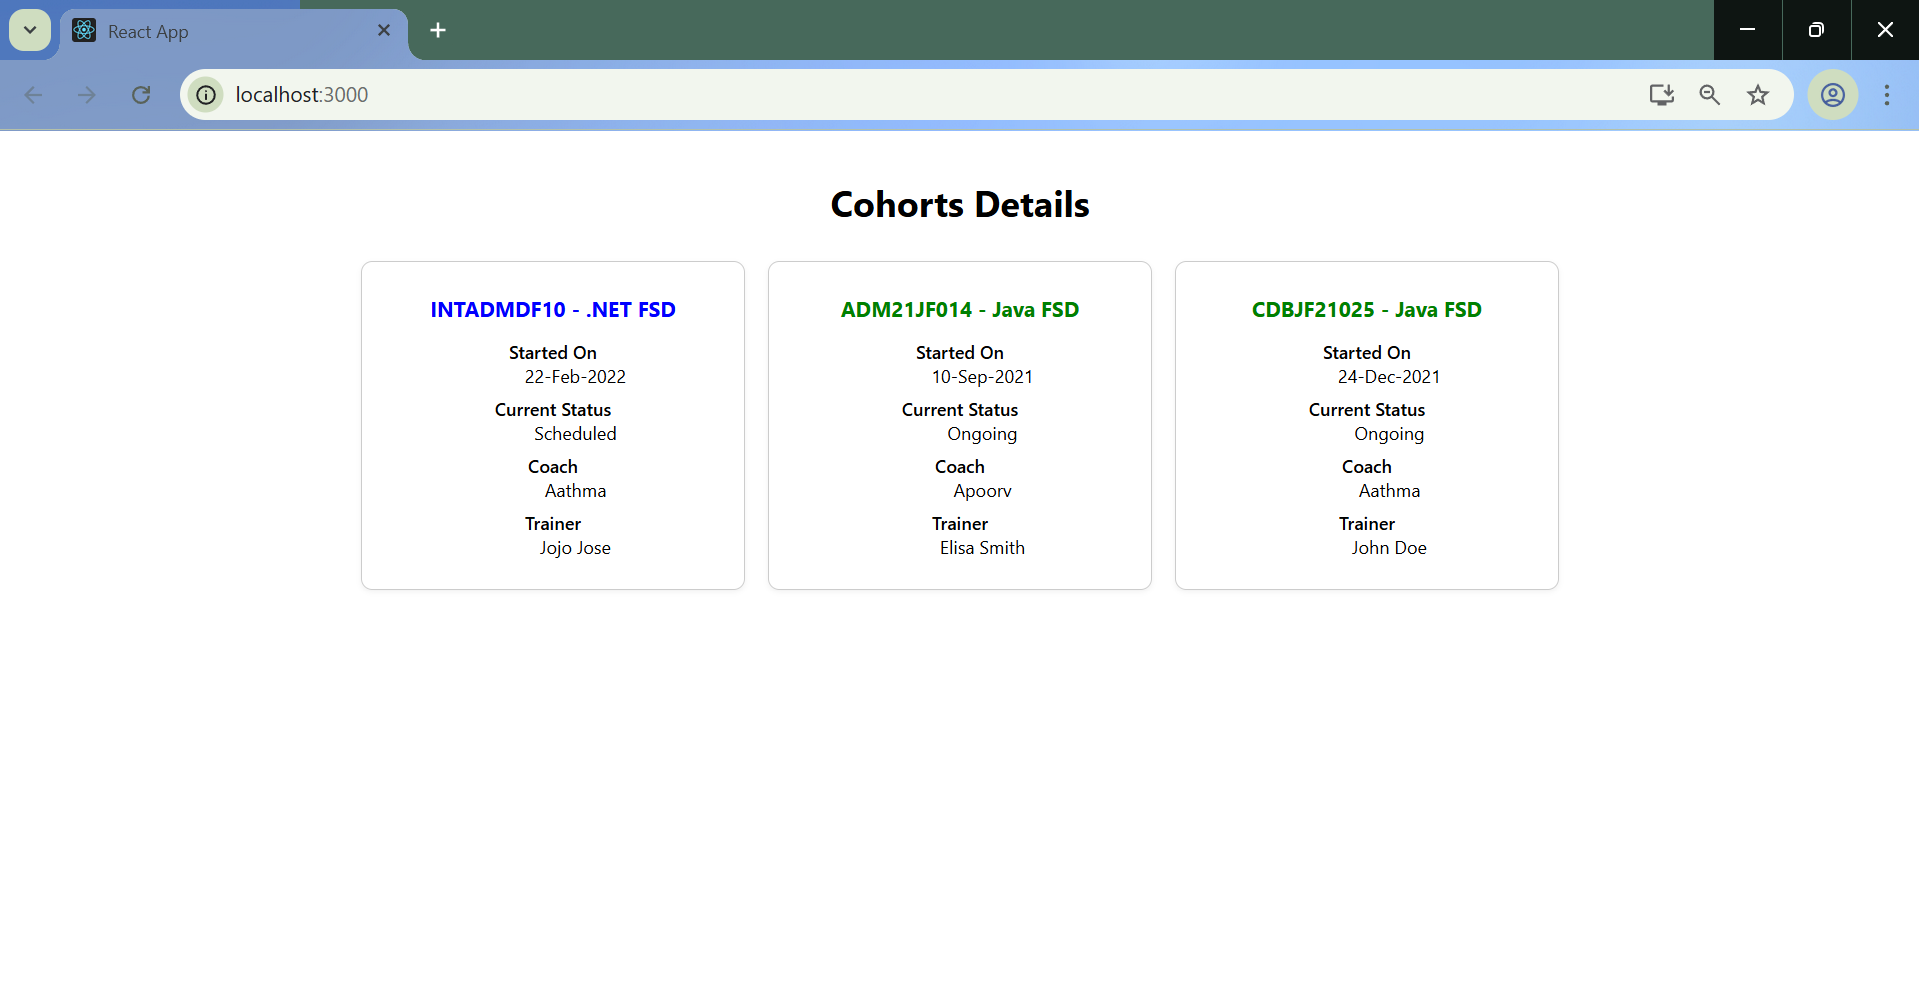 React App
localhost:3000
Cohorts Details
INTADMDF10 - .NET FSD
Started On
22-Feb-2022
Current Status
Scheduled
Coach
Aathma
Trainer
Jojo Jose
ADM21JF014 - Java FSD
Started On
10-Sep-2021
Current Status
Ongoing
Coach
Apoorv
Trainer
Elisa Smith
CDBJF21025 - Java FSD
Started On
24-Dec-2021
Current Status
Ongoing
Coach
Aathma
Trainer
John Doe